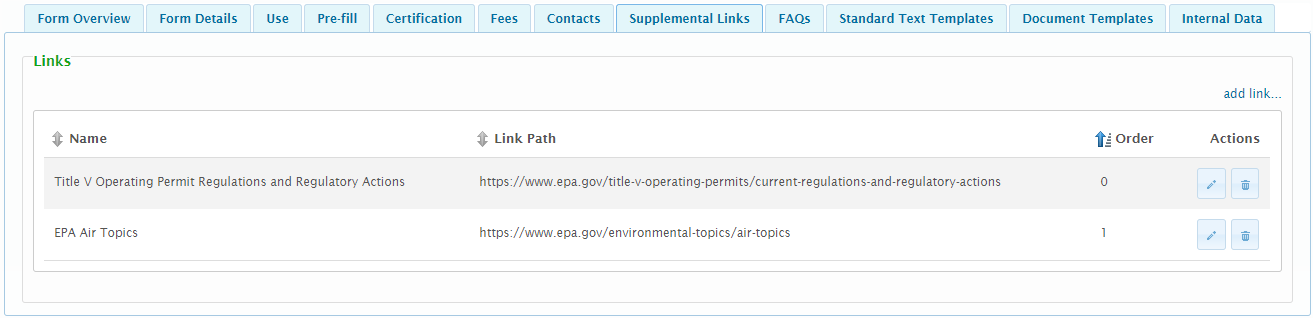 Form Overview Form Details Use Pre-fill Certification Fees Contacts Supplemental Links FAQs Standard Text Templates Document Templates Internal Data
Links
add link...
Name Link Path Order Actions
Title V Operating Permit Regulations and Regulatory Actions https://www.epa.gov/title-v-operating-permits/current-regulations-and-regulatory-actions 0
EPA Air Topics https://www.epa.gov/environmental-topics/air-topics 1